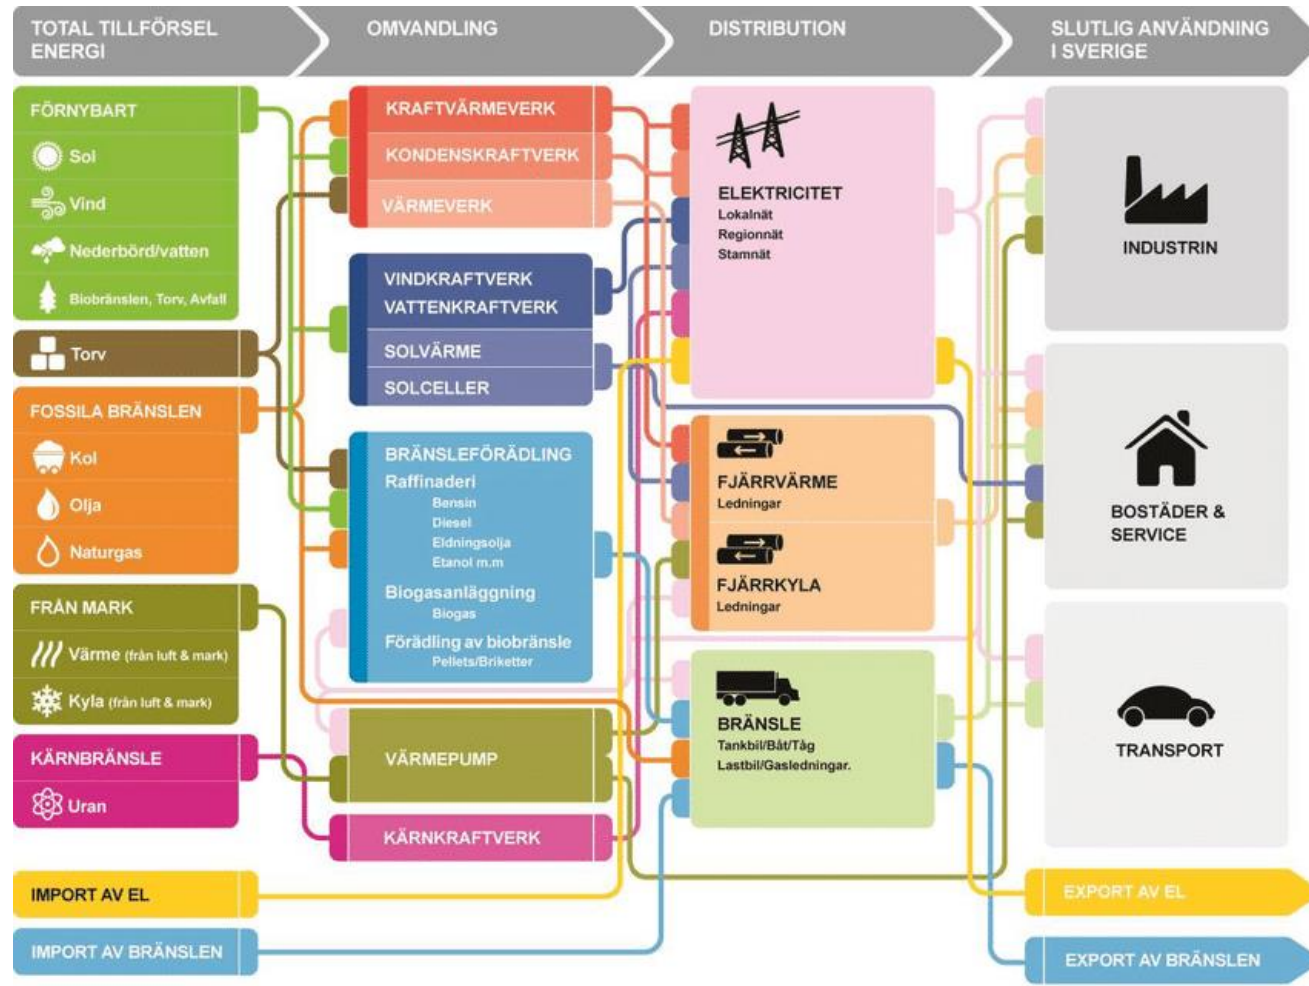 TOTAL TILLFÖRSEL
ENERGI
OMVANDLING
DISTRIBUTION
SLUTLIG ANVÄNDNING
I SVERIGE
FÖRNYBART
Sol
Vind
Nederbörd/vatten
Biobränslen, Torv, Avfall
Torv
FOSSILA BRÄNSLEN
Kol
Olja
Naturgas
FRÅN MARK
Värme (från luft & mark)
Kyla (från luft & mark)
KÄRNBRÄNSLE
Uran
IMPORT AV EL
IMPORT AV BRÄNSLEN
KRAFTVÄRMEVERK
KONDENSKRAFTVERK
VÄRMEVERK
VINDKRAFTVERK
VATTENKRAFTVERK
SOLVÄRME
SOLCELLER
BRÄNSLEFÖRÄDLING
Raffinaderi
Bensin
Diesel
Eldningsolja
Etanol m.m
Biogasanläggning
Biogas
Förädling av biobränsle
Pellets/Briketter
VÄRMEPUMP
KÄRNKRAFTVERK
ELEKTRICITET
Lokalnät
Regionnät
Stamnät
FJÄRRVÄRME
Ledningar
FJÄRRKYLA
Ledningar
BRÄNSLE
Tankbil/Båt/Tåg
Lastbil/Gasledningar.
INDUSTRIN
BOSTÄDER &
SERVICE
TRANSPORT
EXPORT AV EL
EXPORT AV BRÄNSLEN